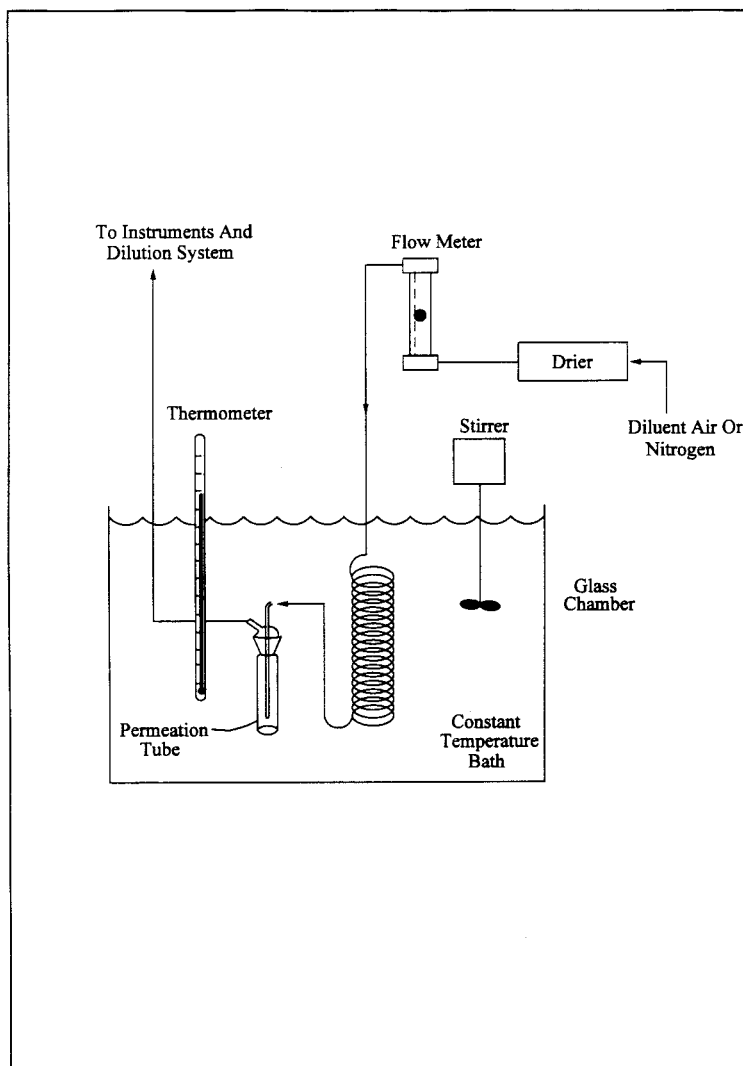 To Instruments And
Dilution System
Flow Meter
Drier
Thermometer
Stirrer
Diluent Air Or
Nitrogen
Glass
Chamber
Permeation
Tube
Constant
Temperature
Bath